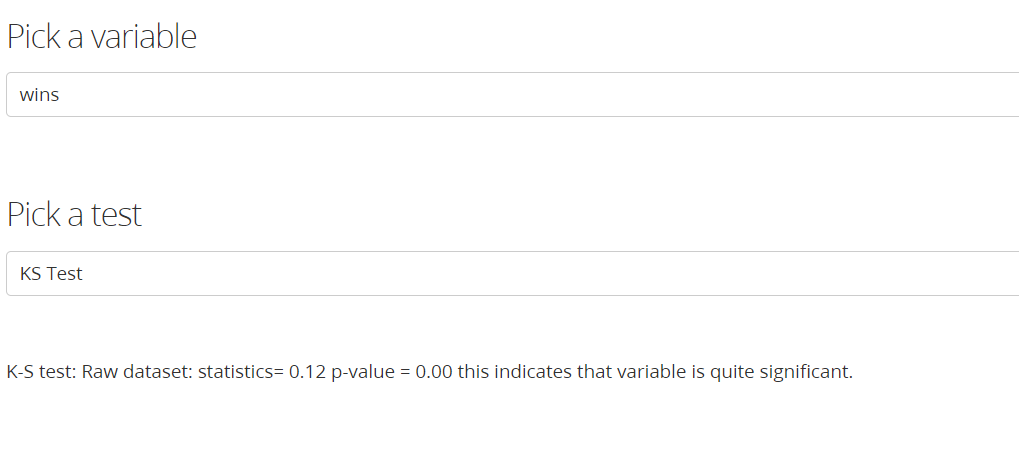 Pick a variable
wins
Pick a test
KS Test
K-S test: Raw dataset: statistics= 0.12 p-value = 0.00 this indicates that variable is quite significant.